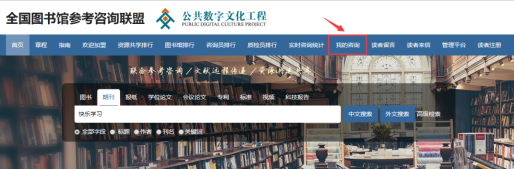 全国图书馆参考咨询联盟
公共数字文化工程
PUBLIC DIGITAL CULTURE PROJECT
首页 章程 指南 欢迎加盟 资源共享排行 图书馆排行 咨询员排行 质检员排行 实时咨询统计 我的咨询 读者留言 读者来信 管理平台 读者注册
联合参考咨询/文献远程传递/
图书 期刊 报纸 学位论文 会议论文 专利 标准 视频 科技报告
快乐学习 中文搜索 外文搜索 高级检索
全部字段 标题 作者 刊名 关键词